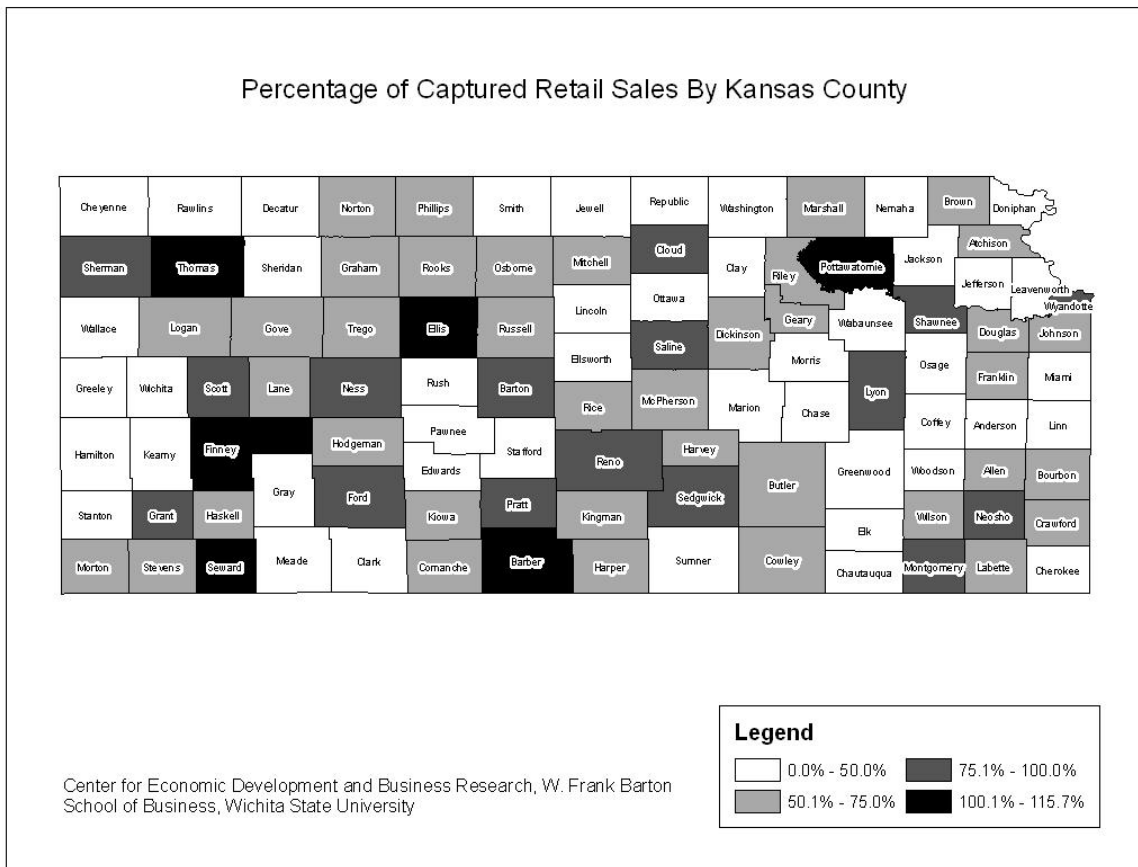 Percentage of Captured Retail Sales By Kansas County
Cheyenne Rawlins Decatur Norton Phillips Smith Jewell Republic Washington Marshall Nemaha Brown Doniphan
Sherman Thomas Sheridan Graham Rooks Osborne Mitchell Cloud Clay Riley Pottawatomie Jackson Atchison
Jefferson Leavenworth Wyandotte
Wallace Logan Gove Trego Ellis Russell Lincoln Ottawa Dickinson Geary Wabaunsee Shawnee Douglas Johnson
Ellsworth Saline Morris
Greeley Wichita Scott Lane Ness Rush Barton Rice McPherson Marion Chase Lyon Osage Franklin Miami
Hamilton Kearny Finney Hodgeman Pawnee Stafford Coffey Anderson Linn
Edwards Reno Harvey
Gray Ford Pratt Kingman Sedgwick Butler Greenwood Woodson Allen Bourbon
Stanton Grant Haskell Kiowa Elk Wilson Neosho Crawford
Morton Stevens Seward Meade Clark Comanche Barber Harper Sumner Cowley Chautauqua Montgomery Labette Cherokee
Legend
0.0% - 50.0% 75.1% - 100.0%
50.1% - 75.0% 100.1% - 115.7%
Center for Economic Development and Business Research, W. Frank Barton
School of Business, Wichita State University